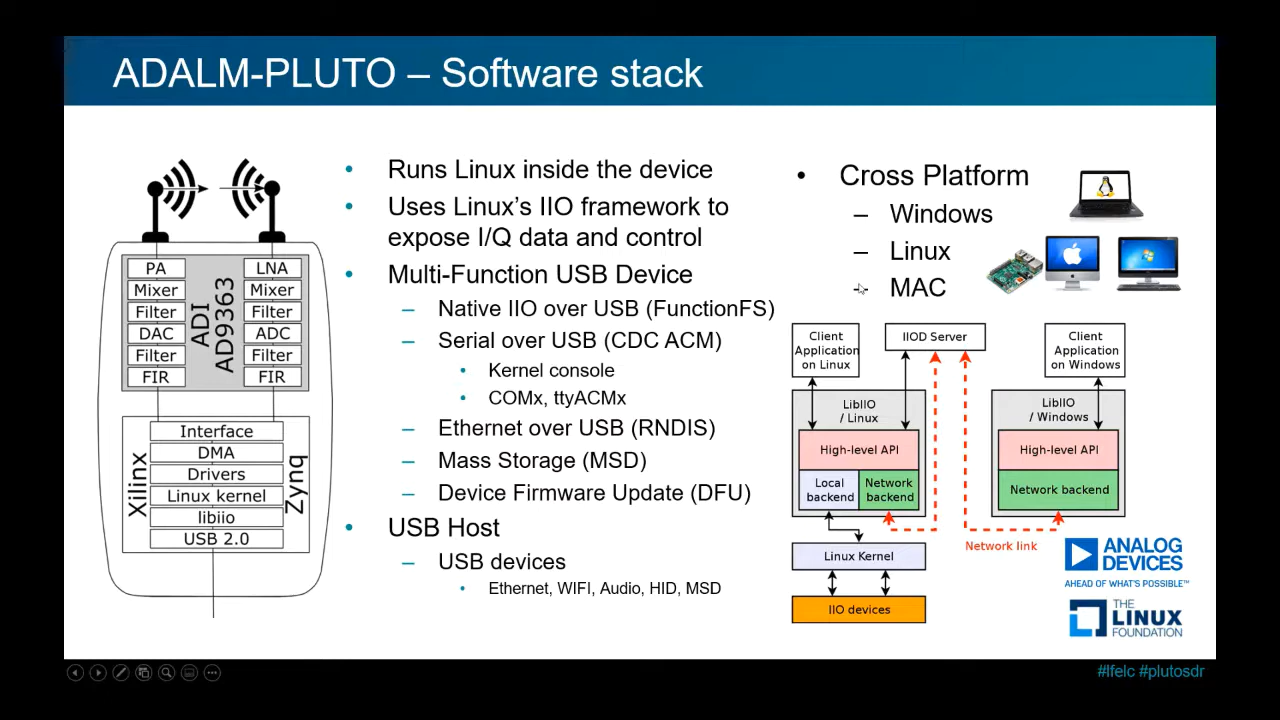 ADALM-PLUTO – Software stack
PA
Mixer
Filter
DAC
Filter
FIR
ADI
AD9363
LNA
Mixer
Filter
ADC
Filter
FIR
Xilinx
Interface
DMA
Drivers
Linux kernel
libiio
USB 2.0
Zynq
• Runs Linux inside the device
• Uses Linux's IIO framework to
expose I/Q data and control
• Multi-Function USB Device
– Native IIO over USB (FunctionFS)
– Serial over USB (CDC ACM)
• Kernel console
• COMx, ttyACMx
– Ethernet over USB (RNDIS)
– Mass Storage (MSD)
– Device Firmware Update (DFU)
• USB Host
– USB devices
• Ethernet, WIFI, Audio, HID, MSD
• Cross Platform
– Windows
– Linux
– MAC
Client
Application
on Linux
IIOD Server
Client
Application
on Windows
LibIIO
/ Linux
High-level API
Local
backend
Network
backend
Linux Kernel
IIO devices
LibIIO
/ Windows
High-level API
Network backend
Network link
ANALOG
DEVICES
AHEAD OF WHAT'S POSSIBLE™
THE
LINUX
FOUNDATION
#lfelc #plutosdr